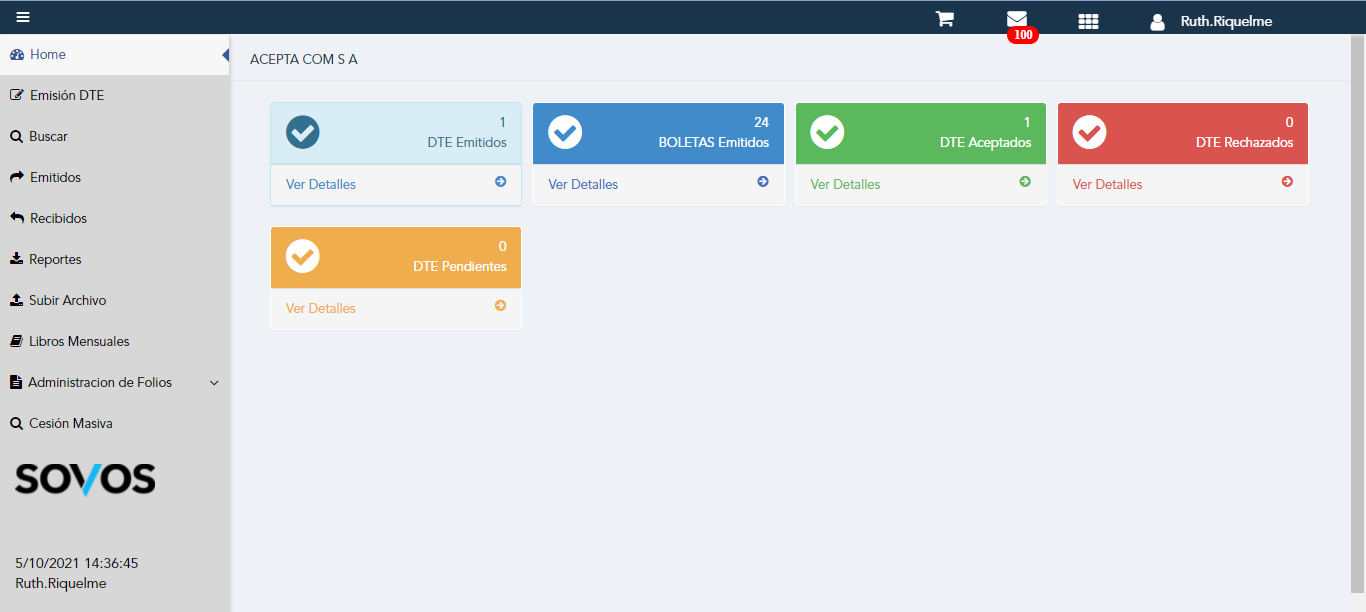 Ruth.Riquelme
100
Home
Emisión DTE
Buscar
Emitidos
Recibidos
Reportes
Subir Archivo
Libros Mensuales
Administracion de Folios
Cesión Masiva
SOVOS
5/10/2021 14:36:45
Ruth.Riquelme
ACEPTA COM S A
1
DTE Emitidos
Ver Detalles
24
BOLETAS Emitidos
Ver Detalles
1
DTE Aceptados
Ver Detalles
0
DTE Rechazados
Ver Detalles
0
DTE Pendientes
Ver Detalles